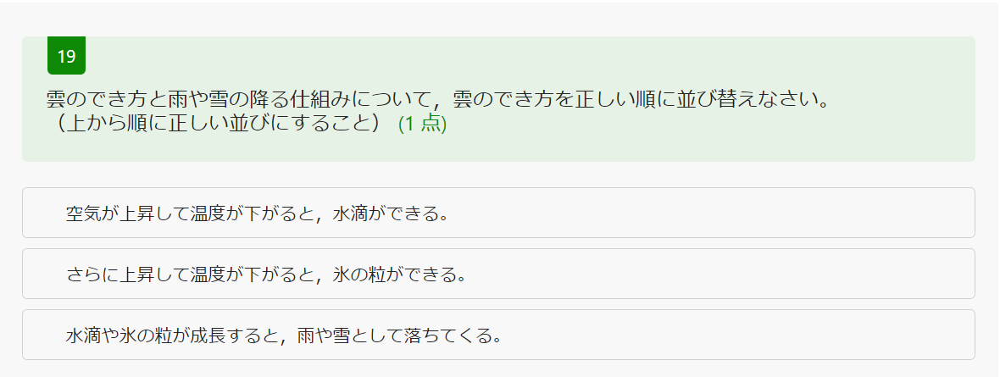 19
雲のでき方と雨や雪の降る仕組みについて，雲のでき方を正しい順に並び替えなさい。
（上から順に正しい並びにすること） (1 点)
空気が上昇して温度が下がると，水滴ができる。
さらに上昇して温度が下がると，氷の粒ができる。
水滴や氷の粒が成長すると，雨や雪として落ちてくる。